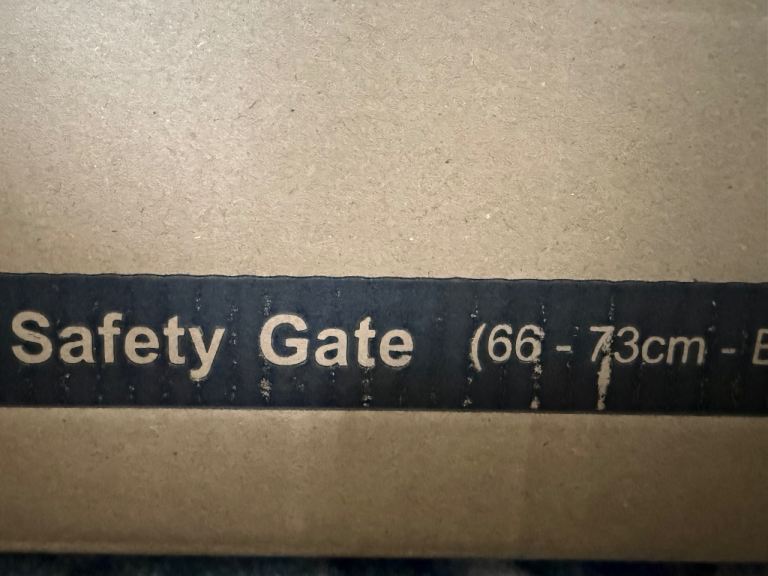 Safety Gate (66 - 73cm -